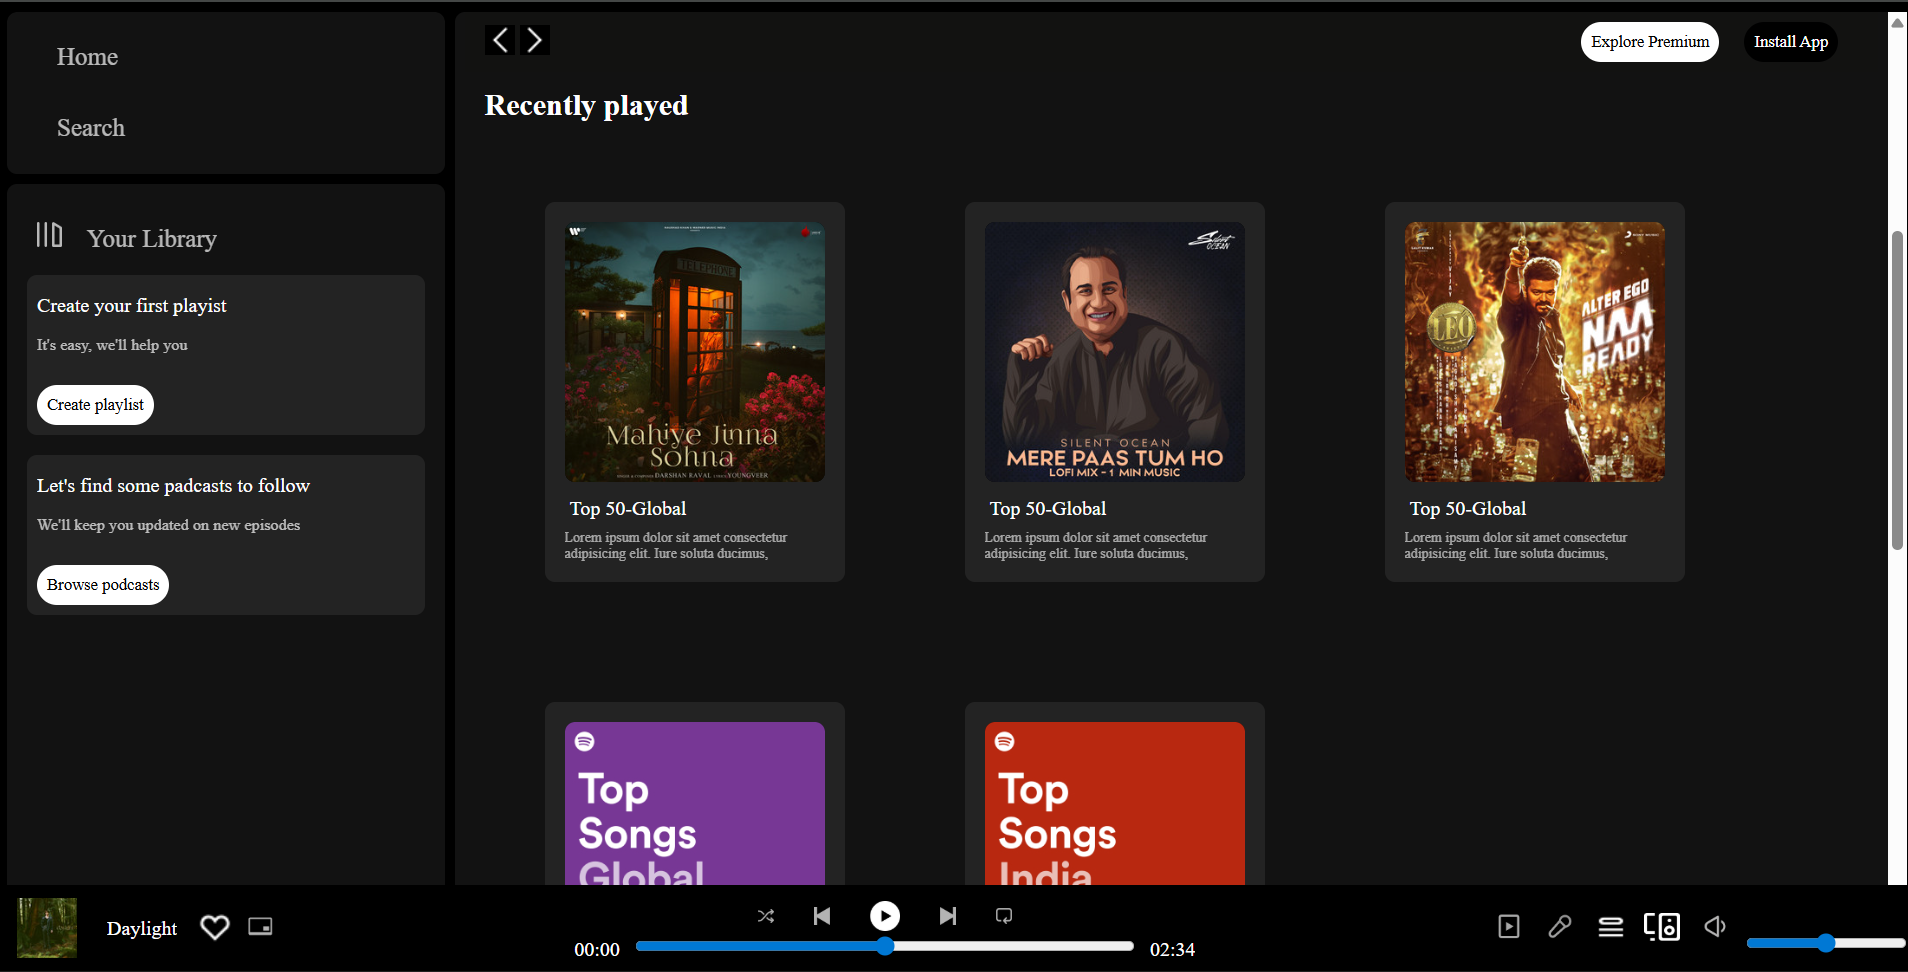 Home
Search
Your Library
Create your first playist
It's easy, we'll help you
Create playlist
Let's find some padcasts to follow
We'll keep you updated on new episodes
Browse podcasts
Explore Premium
Install App
Recently played
TELEPHONE
Mahiye Jinna
Sohna
DARSHAN RAVAL
YOUNGVEER
Top 50-Global
Lorem ipsum dolor sit amet consectetur
adipisicing elit. Iure soluta ducimus,
Silent
OCEAN
SILENT OCEAN
MERE PAAS TUM HO
LOFI MIX - 1 MIN MUSIC
Top 50-Global
Lorem ipsum dolor sit amet consectetur
adipisicing elit. Iure soluta ducimus,
LEO
ALTER EGO
NAA
READY
Top 50-Global
Lorem ipsum dolor sit amet consectetur
adipisicing elit. Iure soluta ducimus,
Top
Songs
Global
Top
Songs
India
Daylight
00:00
02:34